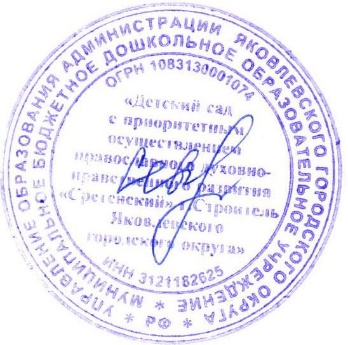 УПРАВЛЕНИЕ ОБРАЗОВАНИЯ АДМИНИСТРАЦИИ ЯКОВЛЕВСКОГО ГОРОДСКОГО ОКРУГА * РФ *
МУНИЦИПАЛЬНОЕ БЮДЖЕТНОЕ ДОШКОЛЬНОЕ ОБРАЗОВАТЕЛЬНОЕ УЧРЕЖДЕНИЕ *
ОГРН 1083130001074
«Детский сад
с приоритетным
осуществлением
православного духовно-
нравственного развития
«Сретенский» г. Строитель
Яковлевского
городского округа»
ИНН 3121182625